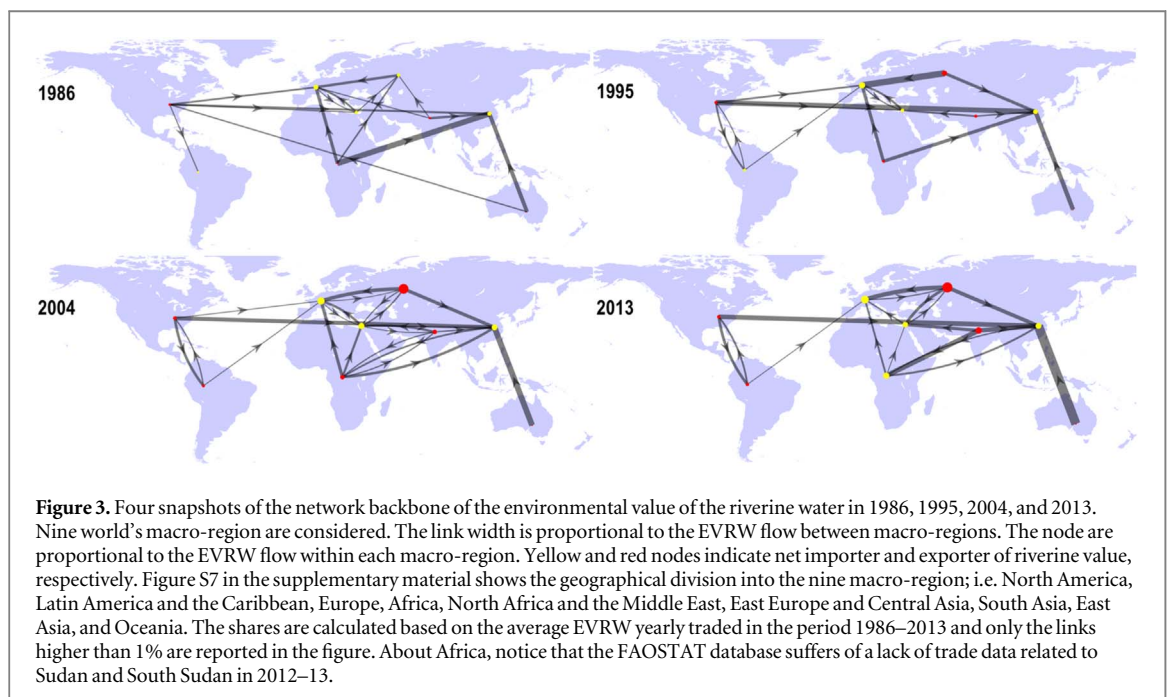 1986
1995
2004
2013
Figure 3. Four snapshots of the network backbone of the environmental value of the riverine water in 1986, 1995, 2004, and 2013.
Nine world's macro-region are considered. The link width is proportional to the EVRW flow between macro-regions. The node are
proportional to the EVRW flow within each macro-region. Yellow and red nodes indicate net importer and exporter of riverine value,
respectively. Figure S7 in the supplementary material shows the geographical division into the nine macro-region; i.e. North America,
Latin America and the Caribbean, Europe, Africa, North Africa and the Middle East, East Europe and Central Asia, South Asia, East
Asia, and Oceania. The shares are calculated based on the average EVRW yearly traded in the period 1986–2013 and only the links
higher than 1% are reported in the figure. About Africa, notice that the FAOSTAT database suffers of a lack of trade data related to
Sudan and South Sudan in 2012–13.